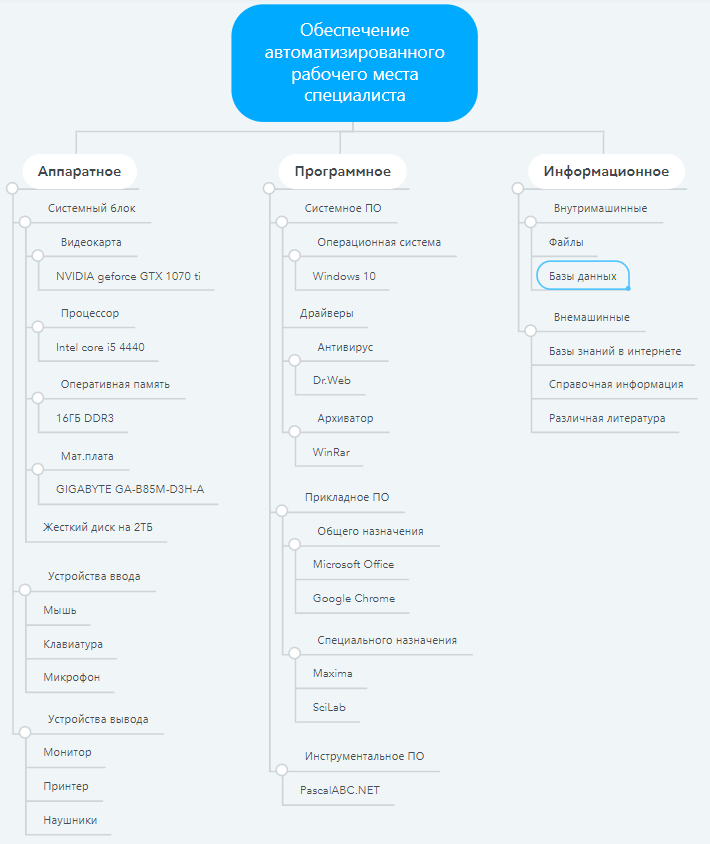 Обеспечение
автоматизированного
рабочего места
специалиста
Аппаратное
Системный блок
Видеокарта
NVIDIA geforce GTX 1070 ti
Процессор
Intel core i5 4440
Оперативная память
16ГБ DDR3
Мат.плата
GIGABYTE GA-B85M-D3H-A
Жесткий диск на 2ТБ
Устройства ввода
Мышь
Клавиатура
Микрофон
Устройства вывода
Монитор
Принтер
Наушники
Программное
Системное ПО
Операционная система
Windows 10
Драйверы
Антивирус
Dr.Web
Архиватор
WinRar
Прикладное ПО
Общего назначения
Microsoft Office
Google Chrome
Специального назначения
Maxima
SciLab
Инструментальное ПО
PascalABC.NET
Информационное
Внутримашинные
Файлы
Базы данных
Внемашинные
Базы знаний в интернете
Справочная информация
Различная литература